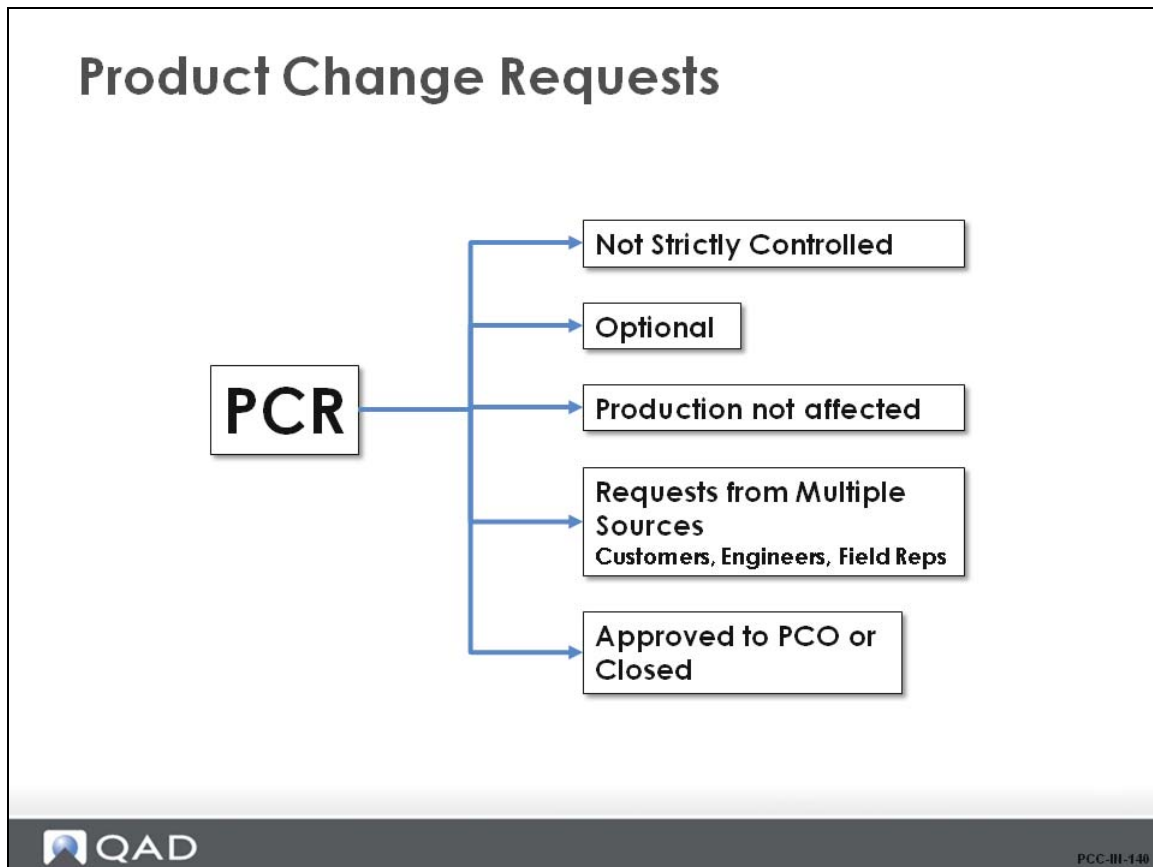 Product Change Requests
Not Strictly Controlled
Optional
PCR
Production not affected
Requests from Multiple
Sources
Customers, Engineers, Field Reps
Approved to PCO or
Closed
QAD
PCC-IN-140